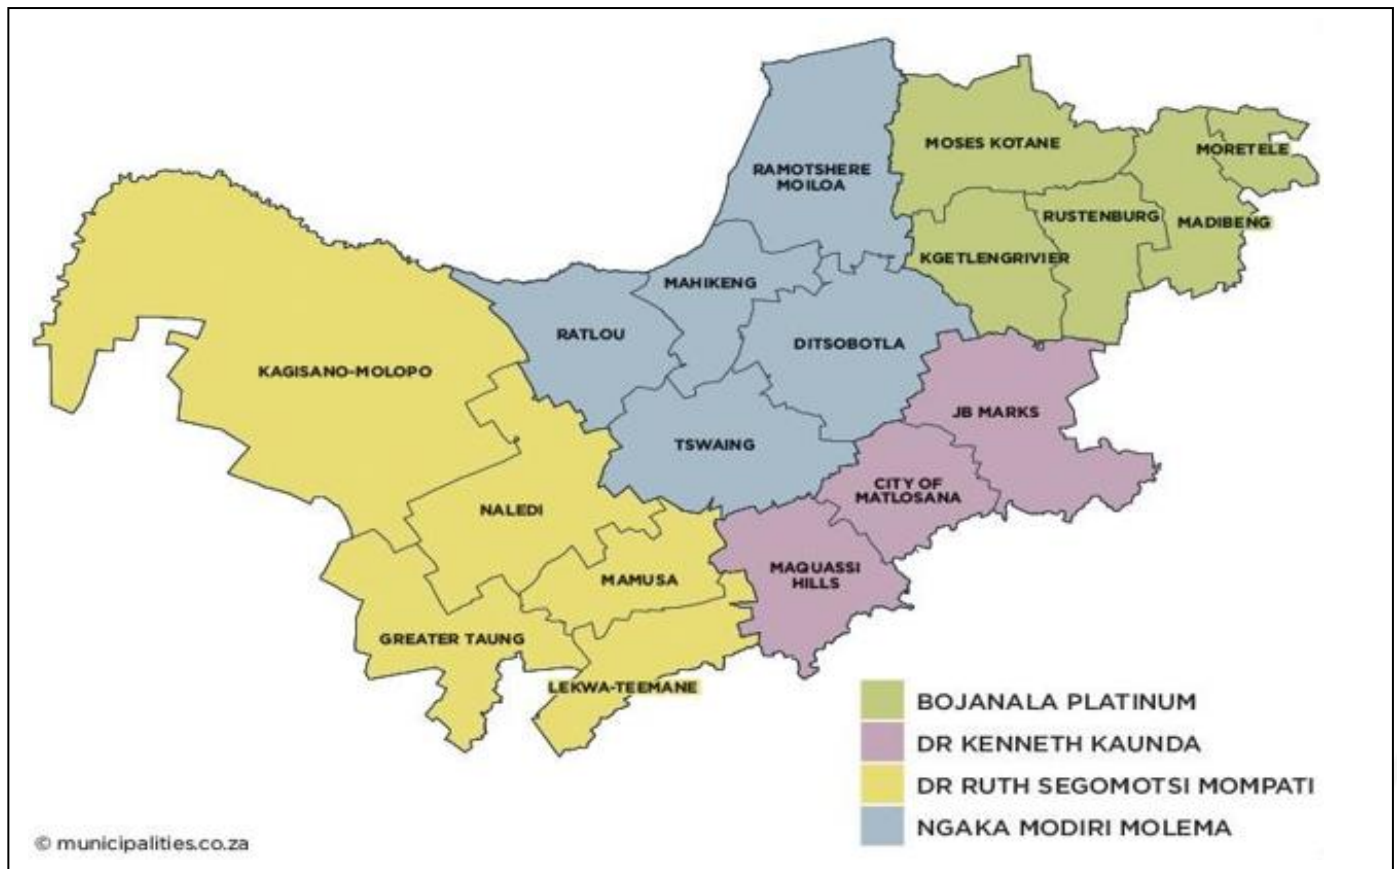 MOSES KOTANE
MORETELE
RAMOTSHERE
MOILOA
RUSTENBURG
MADIBENG
KGETLENGRIVIER
MAHIKENG
RATLOU
DITSOBOTLA
KAGISANO-MOLOPO
JB MARKS
TSWAING
CITY OF
MATLOSANA
NALEDI
MAQUASSI
HILLS
MAMUSA
GREATER TAUNG
LEKWA-TEEMANE
BOJANALA PLATINUM
DR KENNETH KAUNDA
DR RUTH SEGOMOTSI MOMPATI
NGAKA MODIRI MOLEMA
© municipalities.co.za